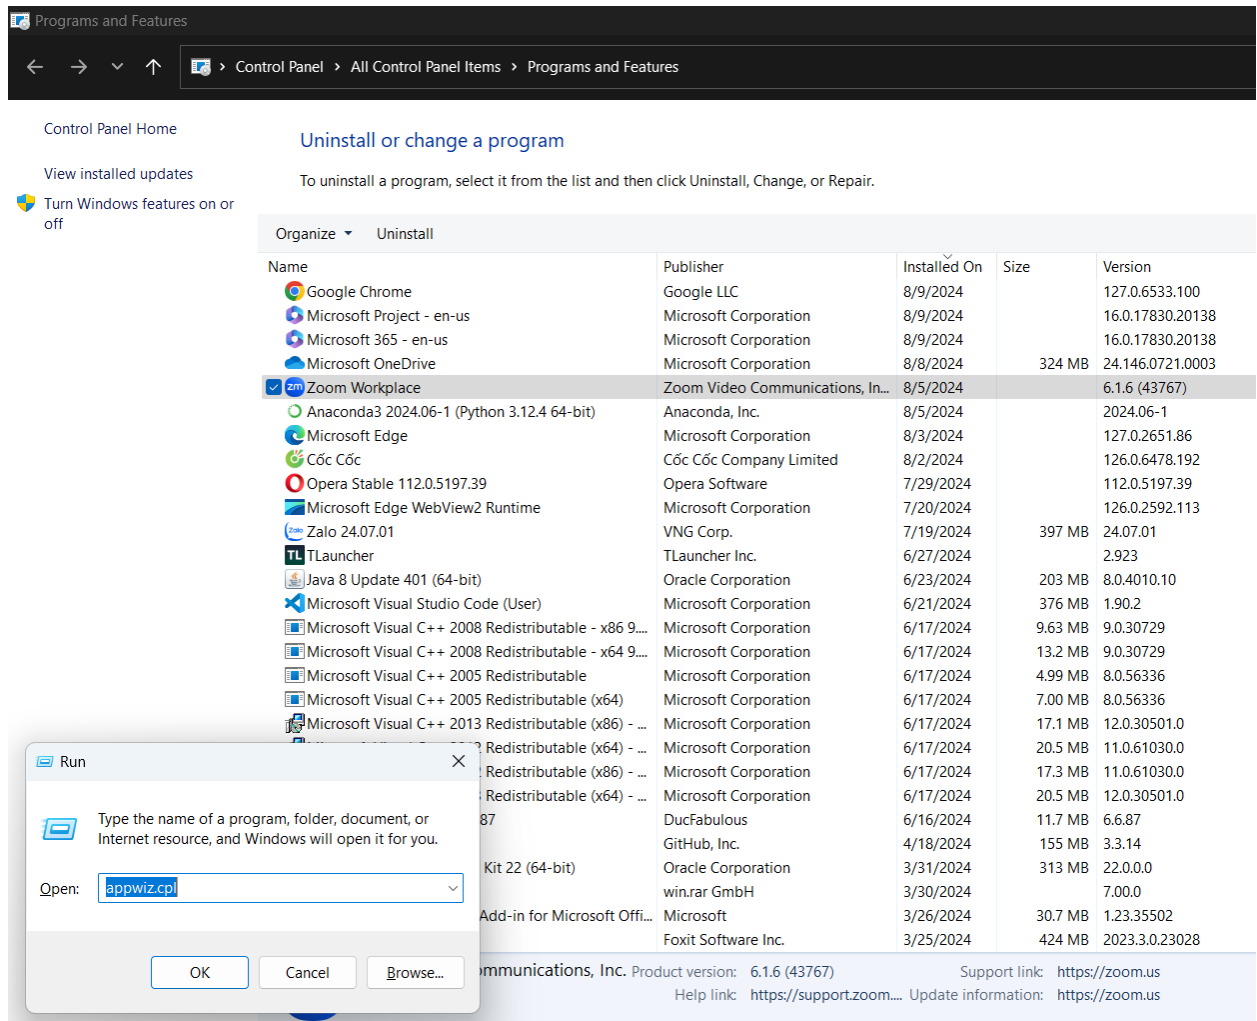 Programs and Features
Control Panel › All Control Panel Items › Programs and Features
Control Panel Home
View installed updates
Turn Windows features on or
off
Uninstall or change a program
To uninstall a program, select it from the list and then click Uninstall, Change, or Repair.
Organize Uninstall
Name Publisher Installed On Size Version
Google Chrome Google LLC 8/9/2024 127.0.6533.100
Microsoft Project - en-us Microsoft Corporation 8/9/2024 16.0.17830.20138
Microsoft 365 - en-us Microsoft Corporation 8/9/2024 16.0.17830.20138
Microsoft OneDrive Microsoft Corporation 8/8/2024 324 MB 24.146.0721.0003
zm Zoom Workplace Zoom Video Communications, In... 8/5/2024 6.1.6 (43767)
Anaconda3 2024.06-1 (Python 3.12.4 64-bit) Anaconda, Inc. 8/5/2024 2024.06-1
Microsoft Edge Microsoft Corporation 8/3/2024 127.0.2651.86
Cốc Cốc Cốc Cốc Company Limited 8/2/2024 126.0.6478.192
Opera Stable 112.0.5197.39 Opera Software 7/29/2024 112.0.5197.39
Microsoft Edge WebView2 Runtime Microsoft Corporation 7/20/2024 126.0.2592.113
Zalo Zalo 24.07.01 VNG Corp. 7/19/2024 397 MB 24.07.01
TL TLauncher TLauncher Inc. 6/27/2024 2.923
Java 8 Update 401 (64-bit) Oracle Corporation 6/23/2024 203 MB 8.0.4010.10
Microsoft Visual Studio Code (User) Microsoft Corporation 6/21/2024 376 MB 1.90.2
Microsoft Visual C++ 2008 Redistributable - x86 9.... Microsoft Corporation 6/17/2024 9.63 MB 9.0.30729
Microsoft Visual C++ 2008 Redistributable - x64 9.... Microsoft Corporation 6/17/2024 13.2 MB 9.0.30729
Microsoft Visual C++ 2005 Redistributable Microsoft Corporation 6/17/2024 4.99 MB 8.0.56336
Microsoft Visual C++ 2005 Redistributable (x64) Microsoft Corporation 6/17/2024 7.00 MB 8.0.56336
Microsoft Visual C++ 2013 Redistributable (x86) - ... Microsoft Corporation 6/17/2024 17.1 MB 12.0.30501.0
Redistributable (x64) - ... Microsoft Corporation 6/17/2024 20.5 MB 11.0.61030.0
Redistributable (x86) - ... Microsoft Corporation 6/17/2024 17.3 MB 11.0.61030.0
Redistributable (x64) - ... Microsoft Corporation 6/17/2024 20.5 MB 12.0.30501.0
87 DucFabulous 6/16/2024 11.7 MB 6.6.87
GitHub, Inc. 4/18/2024 155 MB 3.3.14
Kit 22 (64-bit) Oracle Corporation 3/31/2024 313 MB 22.0.0.0
win.rar GmbH 3/30/2024 7.00.0
Add-in for Microsoft Offi... Microsoft 3/26/2024 30.7 MB 1.23.35502
Foxit Software Inc. 3/25/2024 424 MB 2023.3.0.23028
mmunications, Inc. Product version: 6.1.6 (43767) Support link: https://zoom.us
Help link: https://support.zoom.... Update information: https://zoom.us
Run
Type the name of a program, folder, document, or
Internet resource, and Windows will open it for you.
Open: appwiz.cpl
OK Cancel Browse...